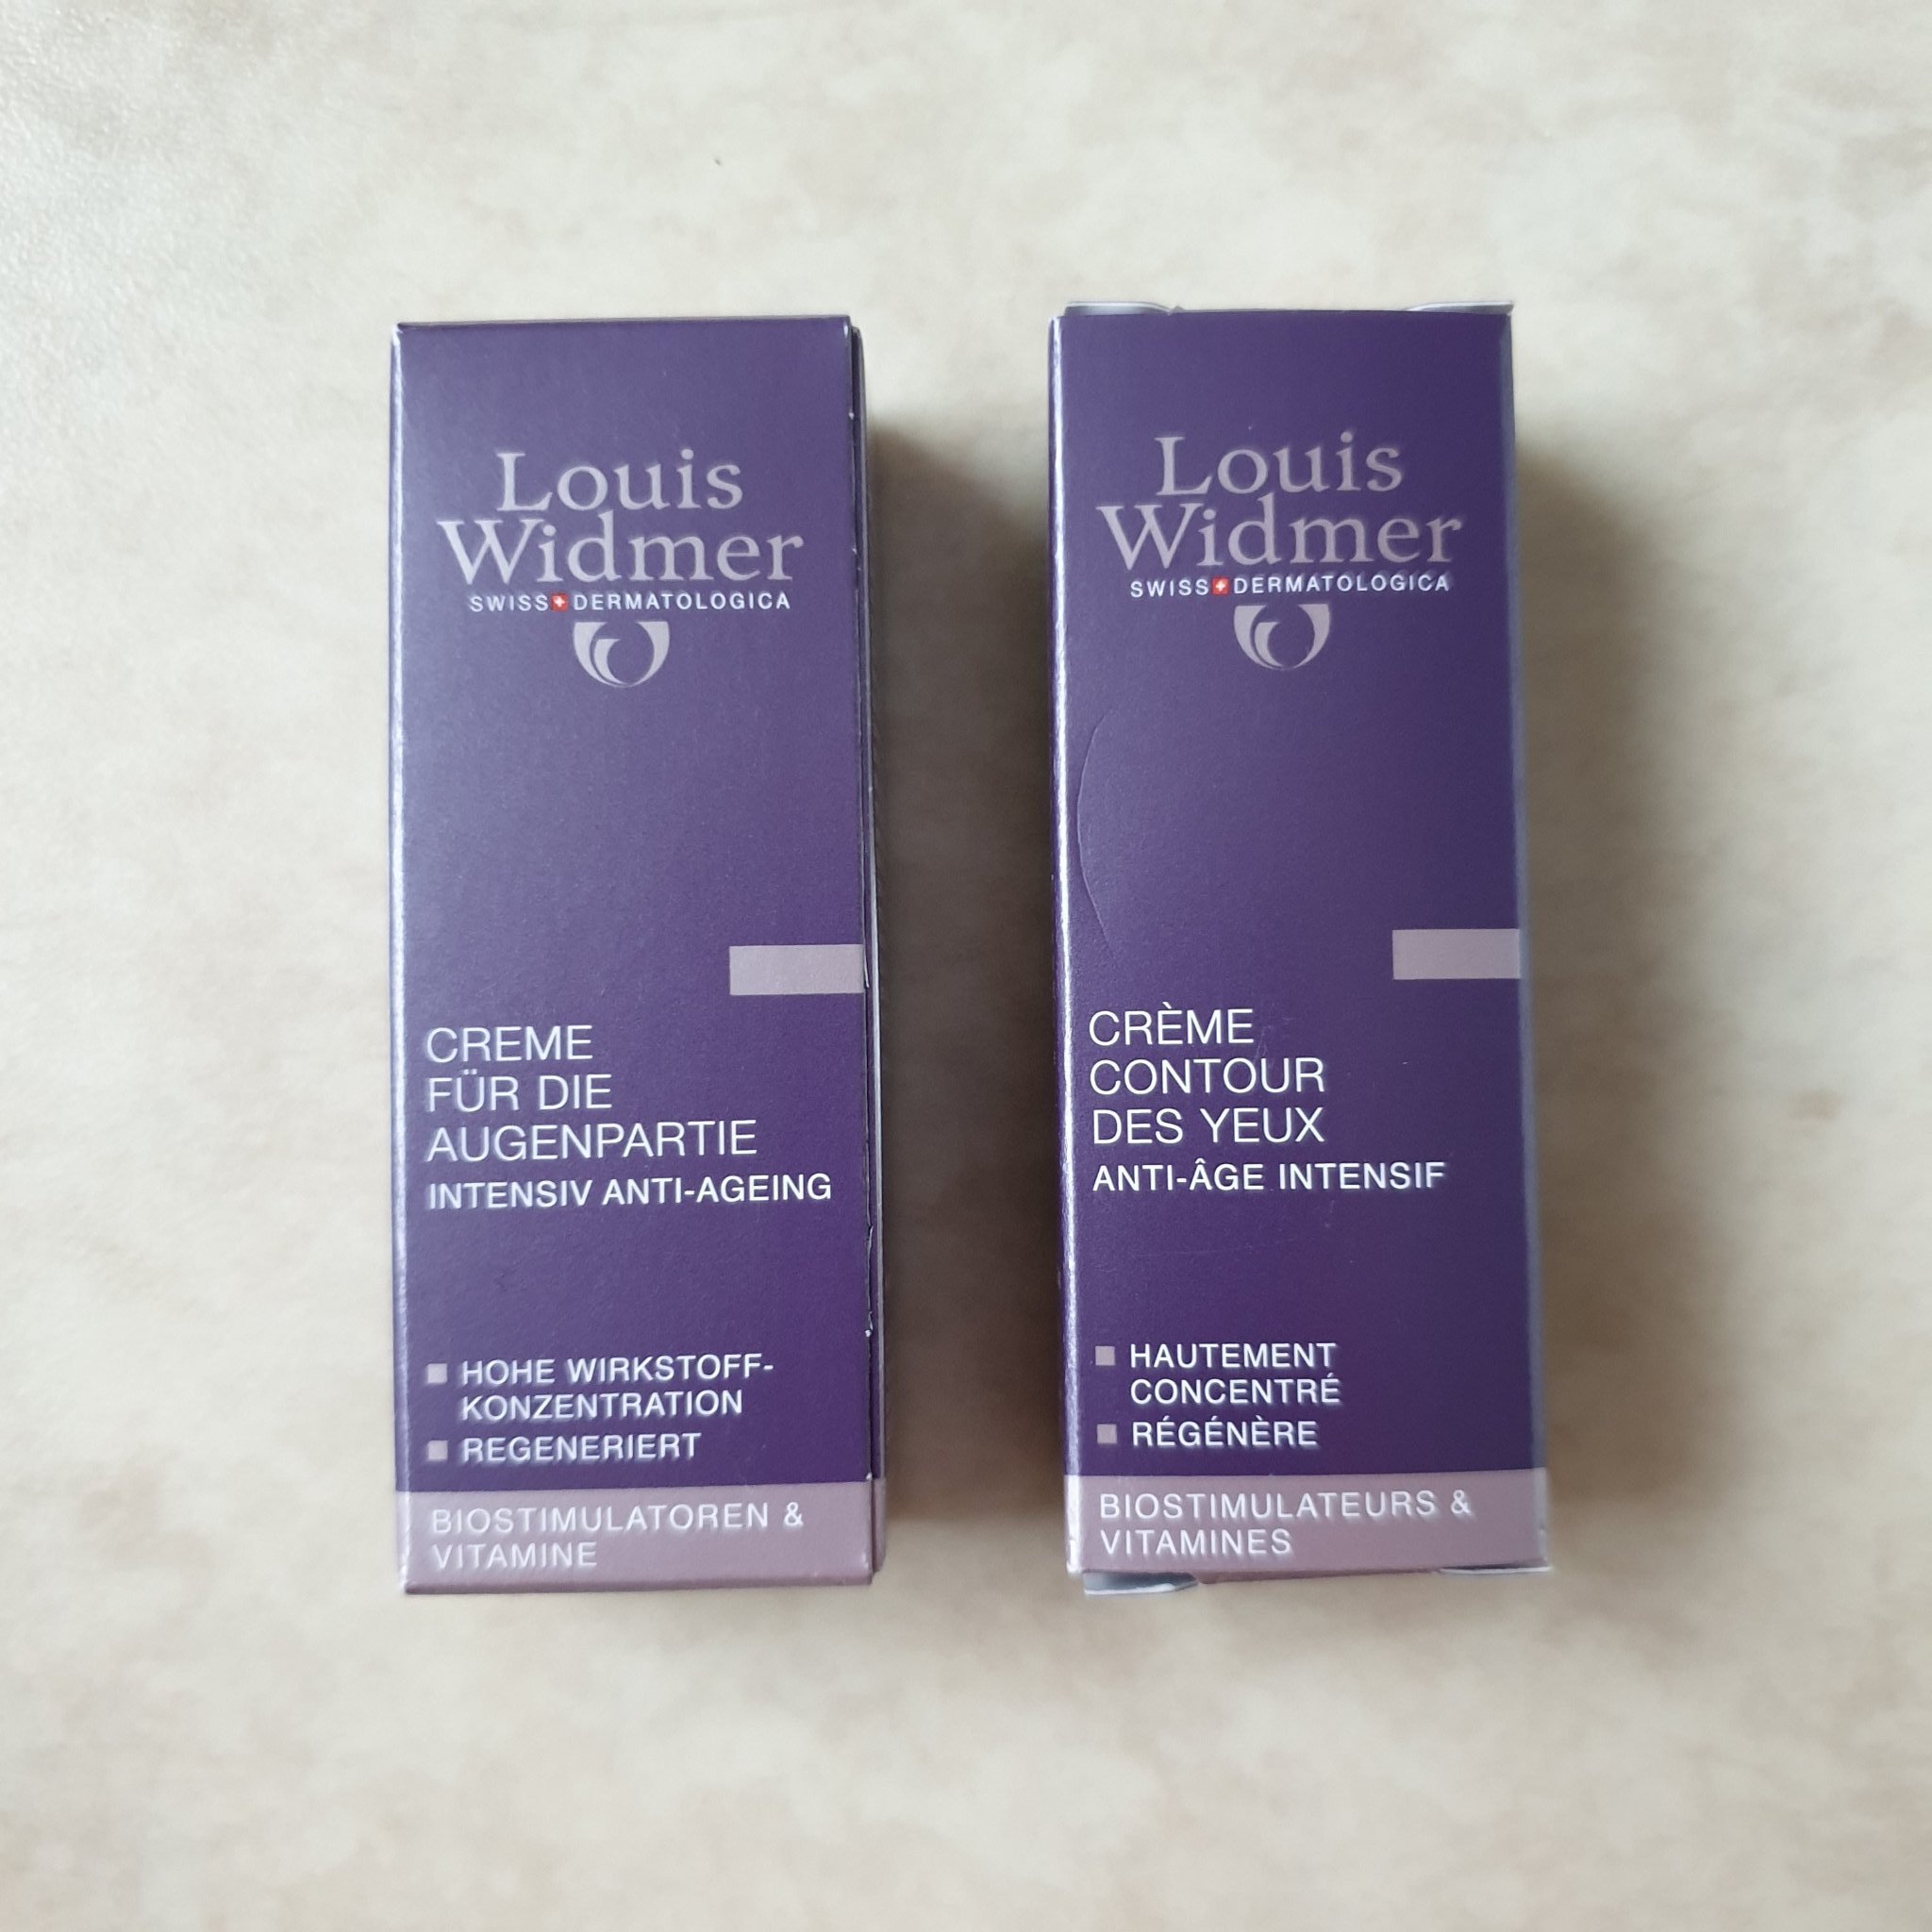 Louis
Widmer
SWISS DERMATOLOGICA
CREME
FÜR DIE
AUGENPARTIE
INTENSIV ANTI-AGEING
HOHE WIRKSTOFF-
KONZENTRATION
REGENERIERT
BIOSTIMULATOREN &
VITAMINE
Louis
Widmer
SWISS DERMATOLOGICA
CRÈME
CONTOUR
DES YEUX
ANTI-ÂGE INTENSIF
HAUTEMENT
CONCENTRÉ
RÉGÉNÈRE
BIOSTIMULATEURS &
VITAMINES